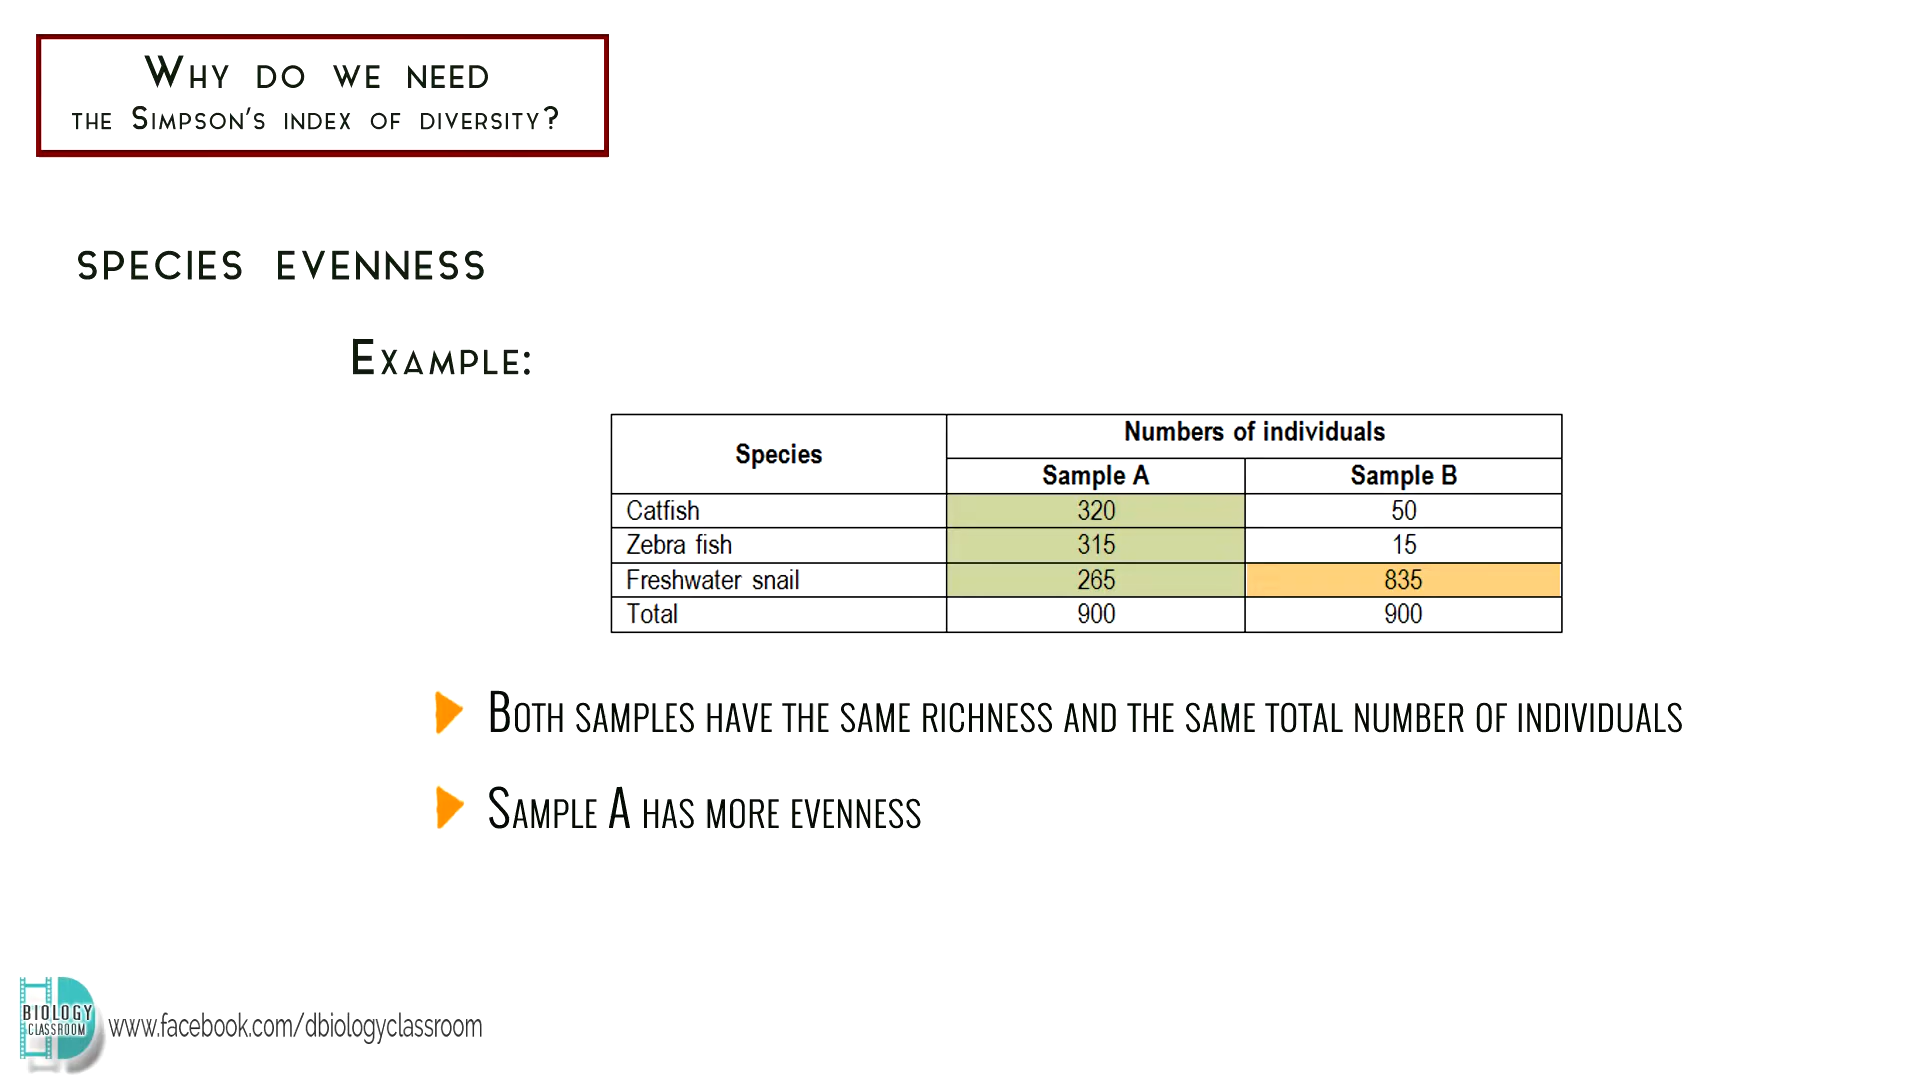 Why do we need
the Simpson's index of diversity?
species evenness
Example:
Species Numbers of individuals
Sample A Sample B
Catfish 320 50
Zebra fish 315 15
Freshwater snail 265 835
Total 900 900
Both samples have the same richness and the same total number of individuals
Sample A has more evenness
BIOLOGY
CLASSROOM
www.facebook.com/dbiologyclassroom